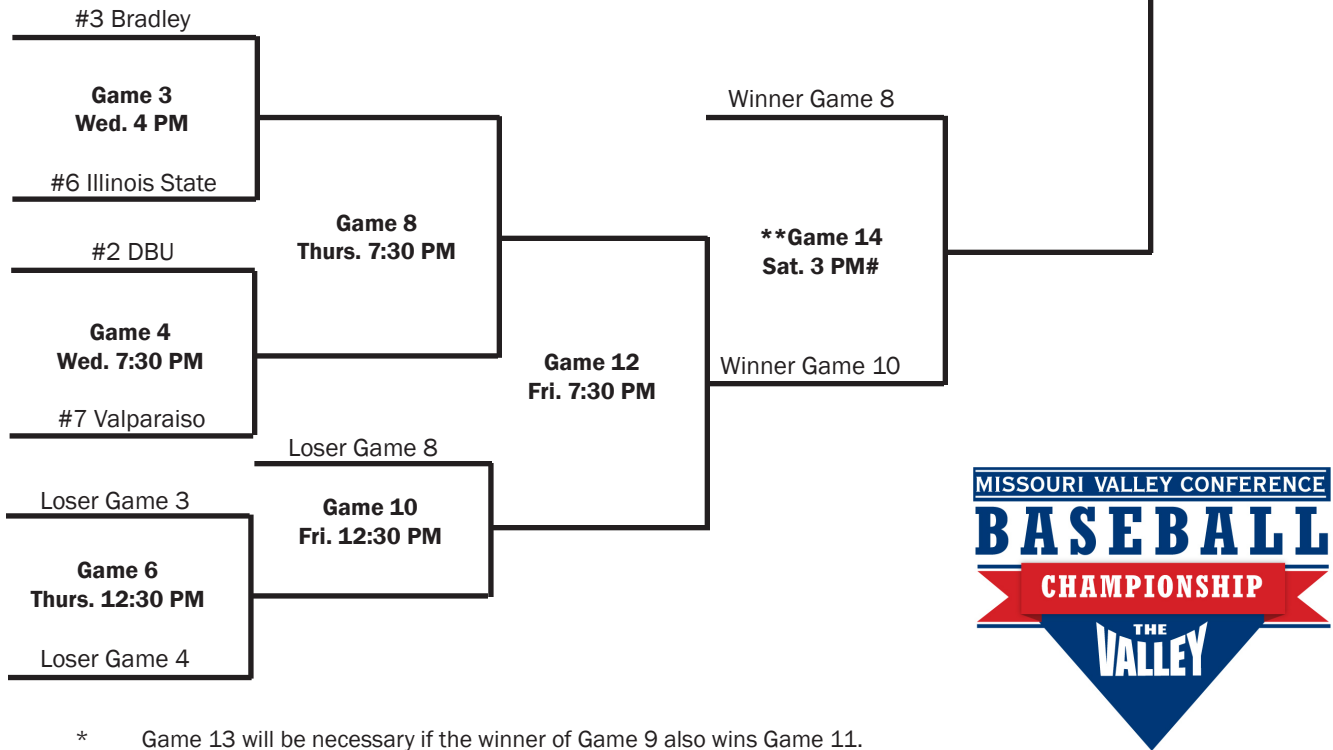 #3 Bradley
Game 3
Wed. 4 PM
#6 Illinois State
Game 8
Thurs. 7:30 PM
#2 DBU
Game 4
Wed. 7:30 PM
#7 Valparaiso
Loser Game 8
Game 10
Fri. 12:30 PM
Loser Game 3
Game 6
Thurs. 12:30 PM
Loser Game 4
Game 12
Fri. 7:30 PM
Winner Game 8
**Game 14
Sat. 3 PM#
Winner Game 10
MISSOURI VALLEY CONFERENCE
BASEBALL
CHAMPIONSHIP
THE
VALLEY
* Game 13 will be necessary if the winner of Game 9 also wins Game 11.